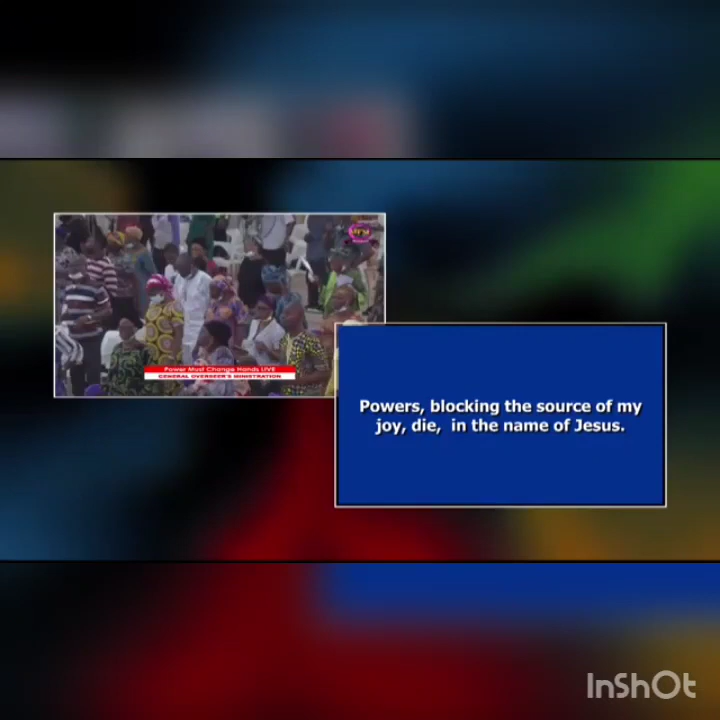 Power Must Change Hands LIVE
GENERAL OVERSEER'S MINISTRATION
Powers, blocking the source of my
joy, die, in the name of Jesus.
InShOt